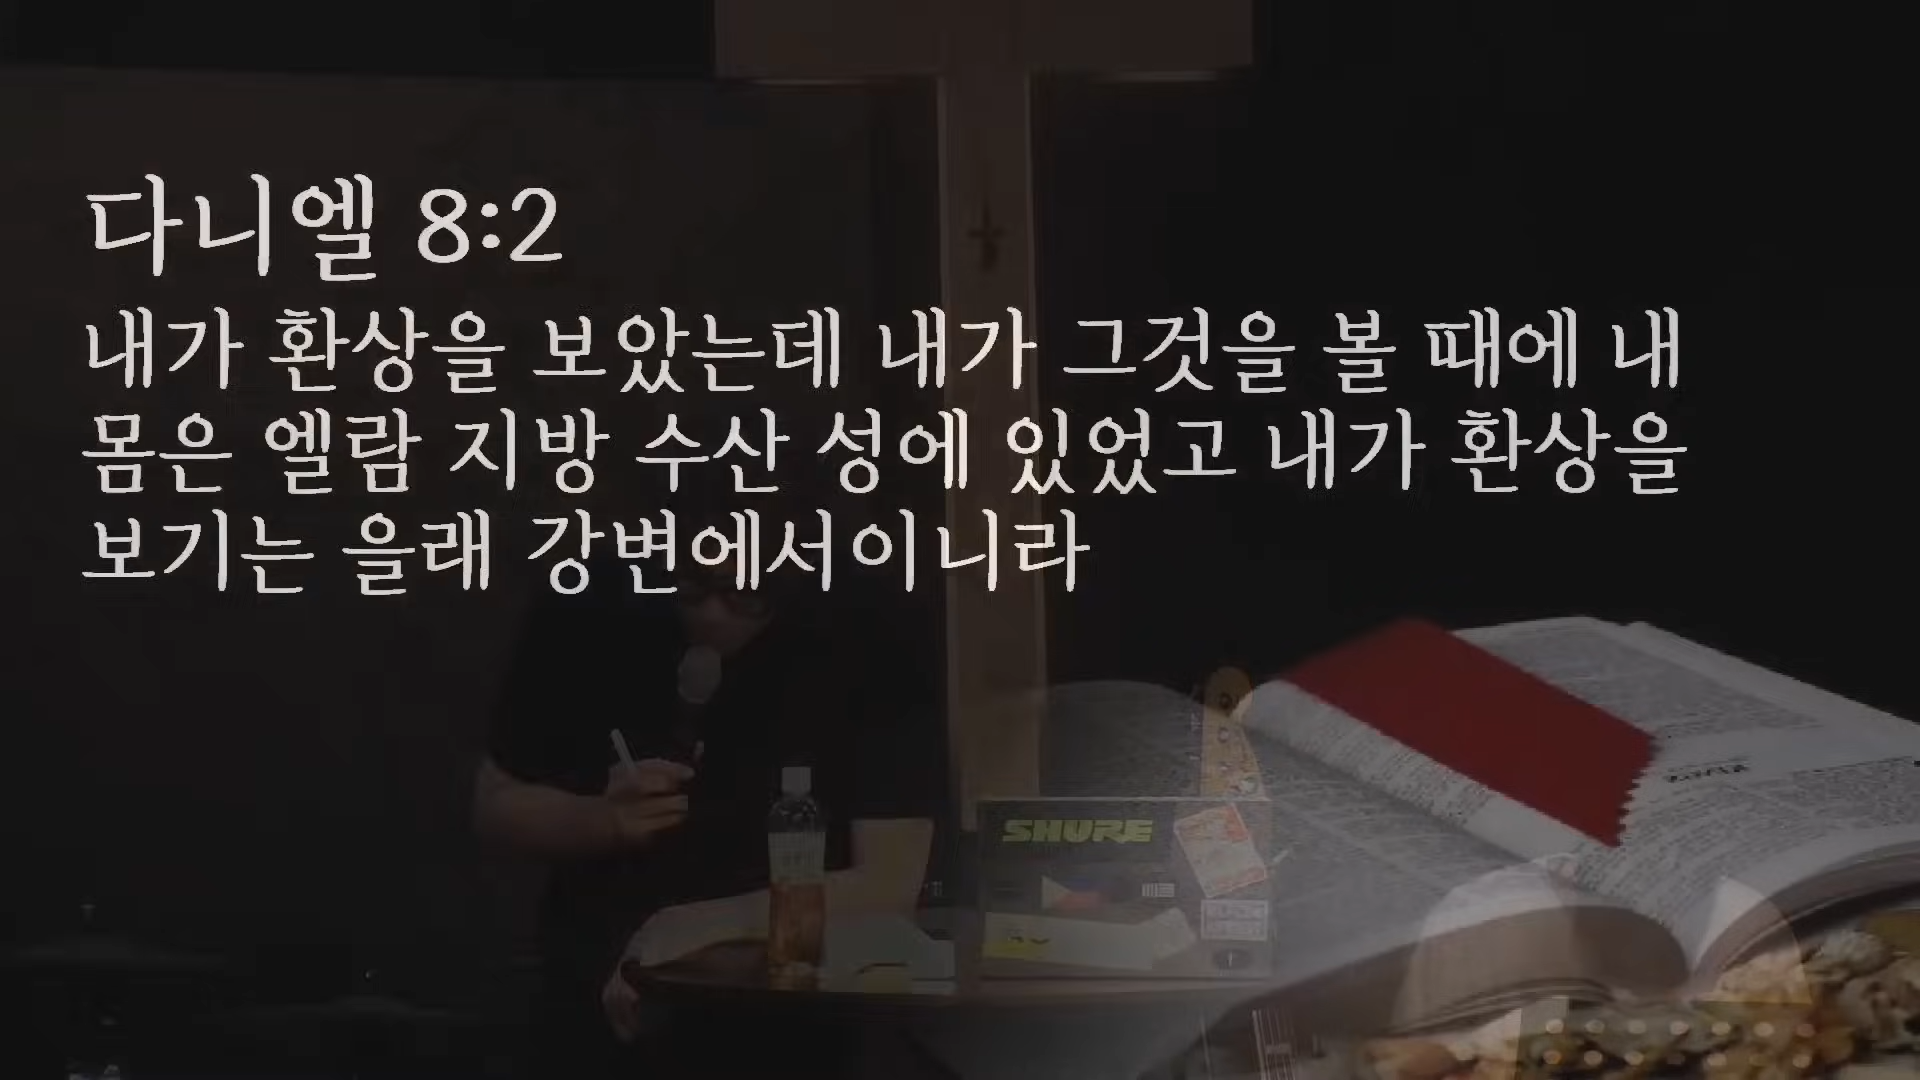 다니엘 8:2
내가 환상을 보았는데 내가 그것을 볼 때에 내
몸은 엘람 지방 수산 성에 있었고 내가 환상을
보기는 을래 강변에서이니라
SHURE